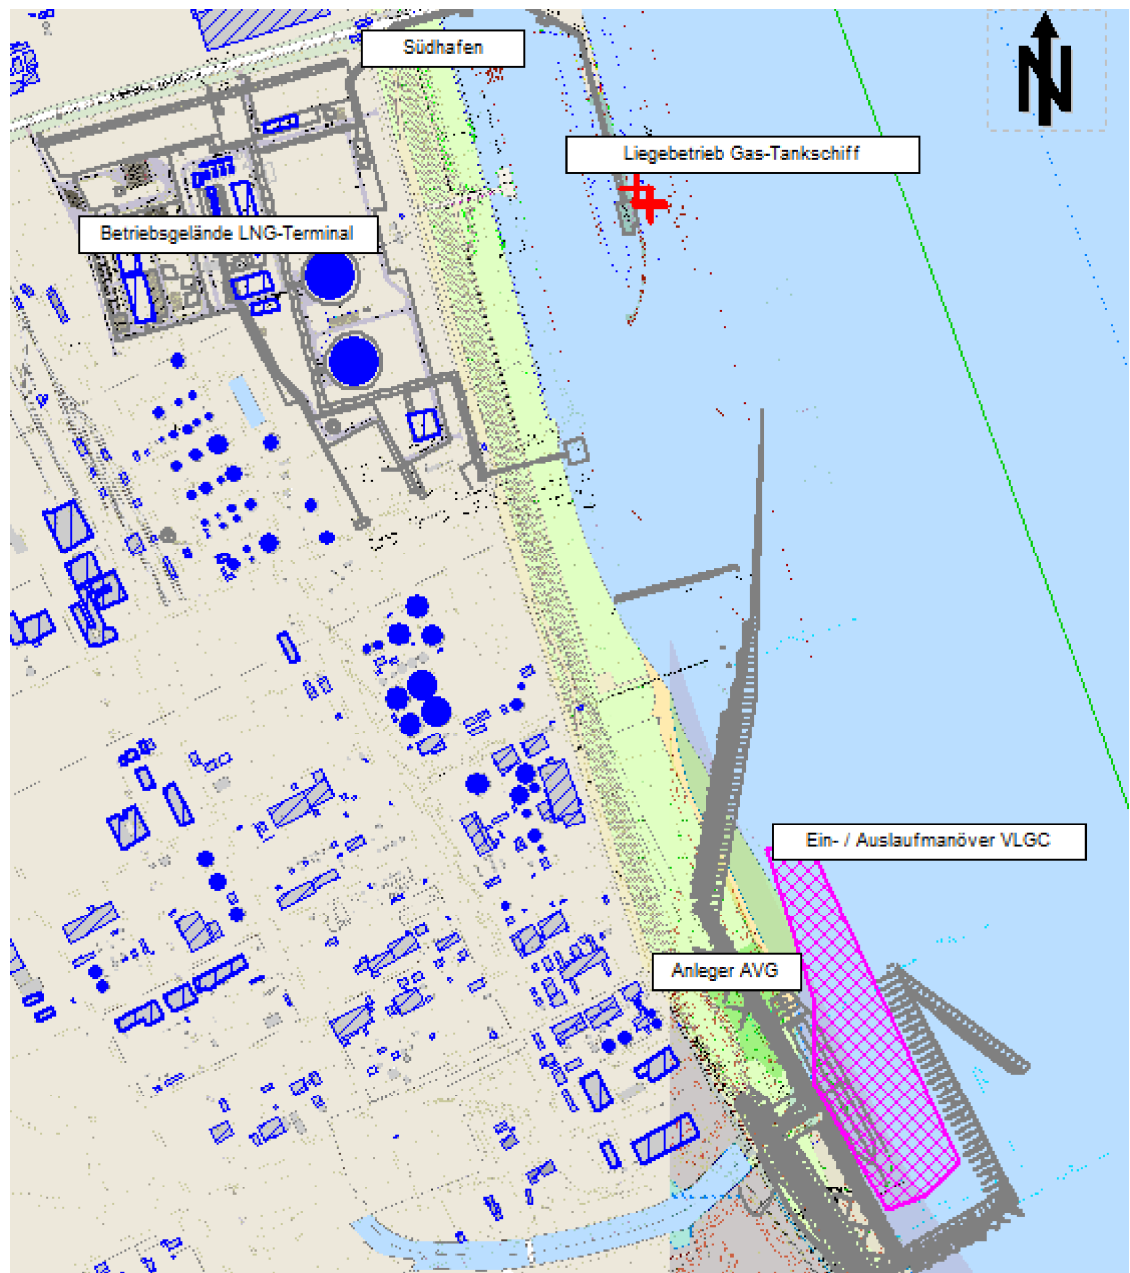 Südhafen
N
Liegebetrieb Gas-Tankschiff
Betriebsgelände LNG-Terminal
Ein- / Auslaufmanöver VLGC
Anleger AVG